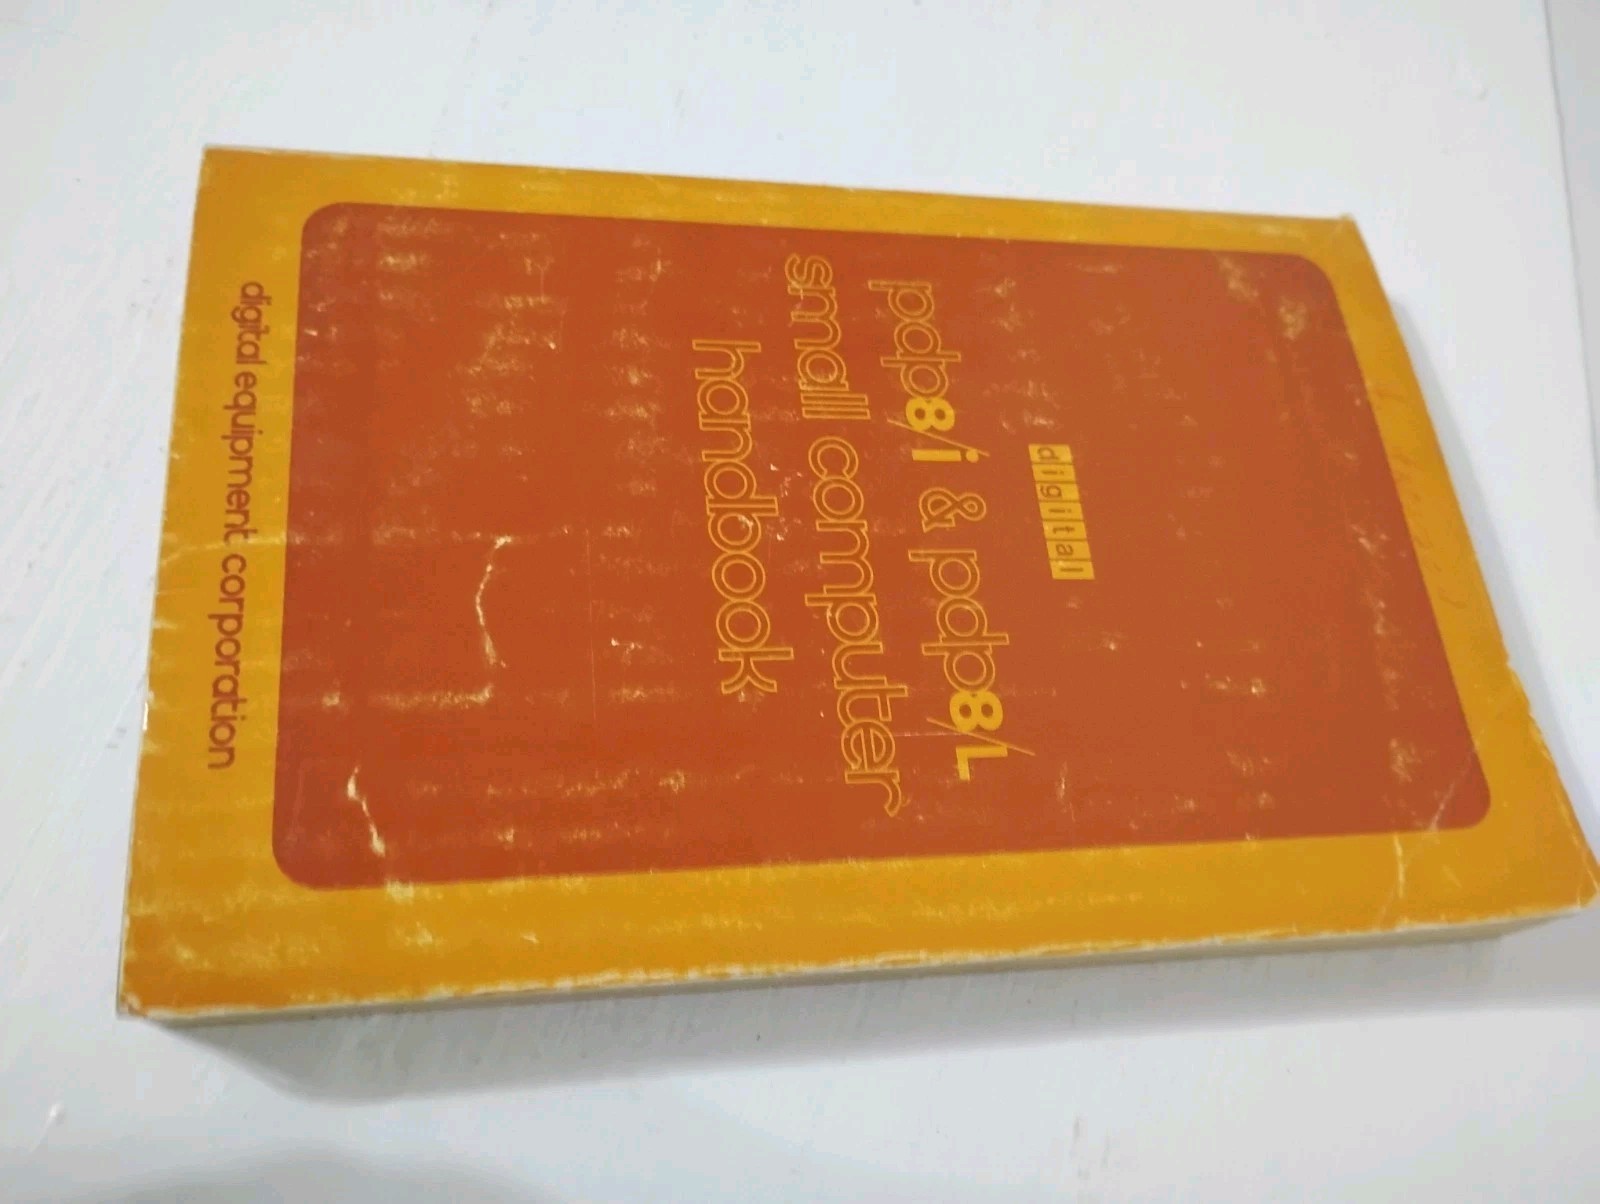 digital
pdp8/i & pdp8/L
small computer
handbook
digital equipment corporation